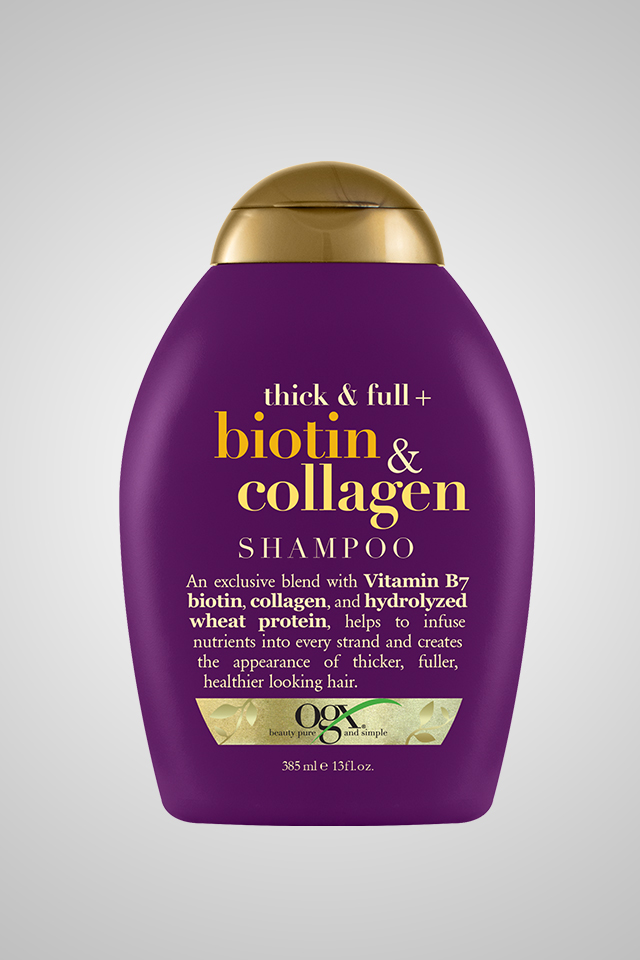 thick & full +
biotin &
collagen
SHAMPOO
An exclusive blend with Vitamin B7
biotin, collagen, and hydrolyzed
wheat protein, helps to infuse
nutrients into every strand and creates
the appearance of thicker, fuller,
healthier looking hair.
ogx®
beauty pure and simple
385 ml e 13 fl. oz.